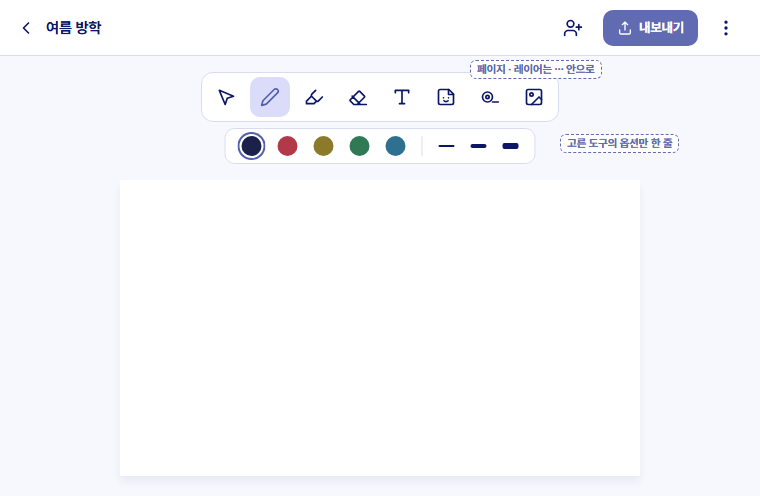 여름 방학
내보내기
페이지 · 레이어는 ⋯ 안으로
고른 도구의 옵션만 한 줄